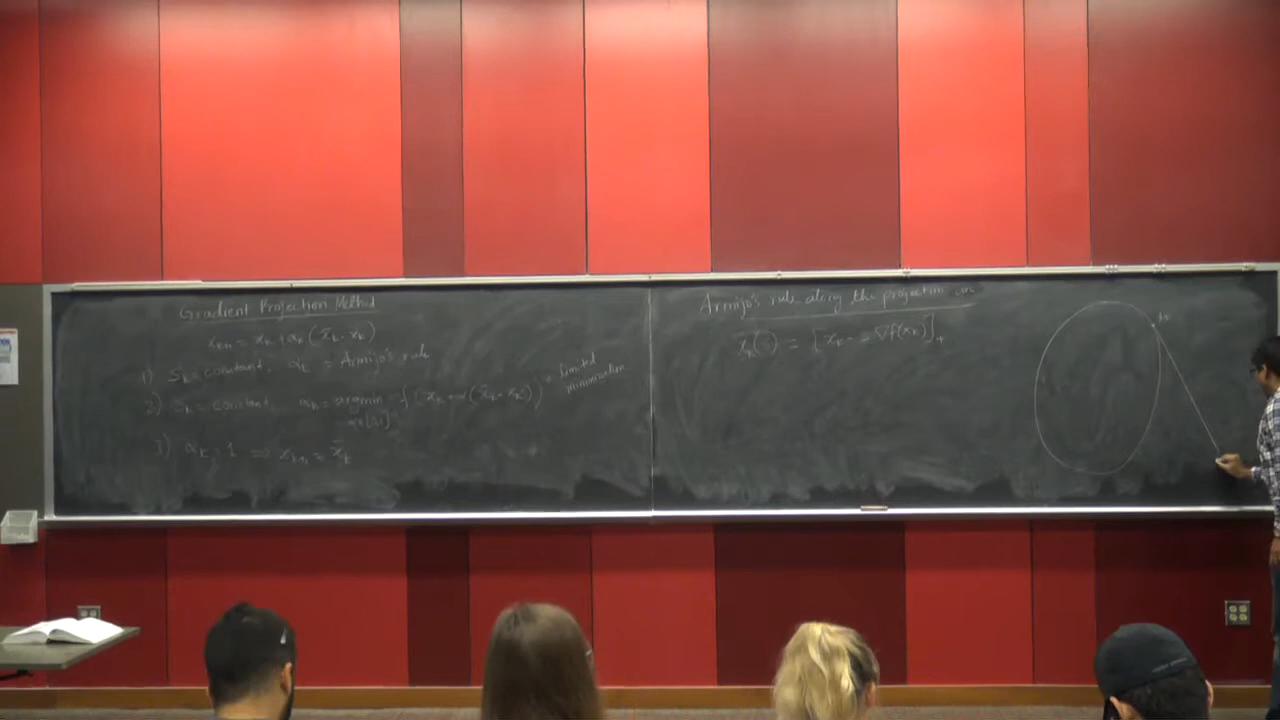 Gradient Projection Method
x_{k+1} = x_k + α_k (x̄_k - x_k)
1) S_k = constant, α_k = Armijo's rule
2) S_k = constant, α_k = argmin f (x_k + α (x̄_k - x_k)) = limited minimization
α∈[0,1]
3) α_k = 1 ⇒ x_{k+1} = x̄_k
Armijo's rule along the projection arc
= [x_k - ∇f(x_k)]_+